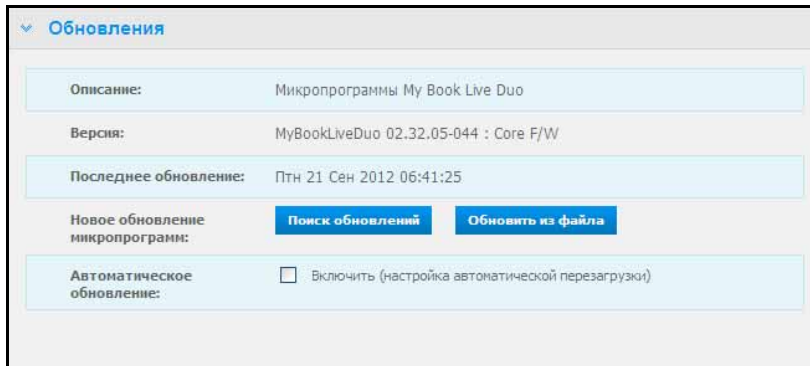 Обновления
Описание: Микропрограммы My Book Live Duo
Версия: MyBookLiveDuo 02.32.05-044 : Core F/W
Последнее обновление: Птн 21 Сен 2012 06:41:25
Новое обновление микропрограмм: Поиск обновлений Обновить из файла
Автоматическое обновление: Включить (настройка автоматической перезагрузки)